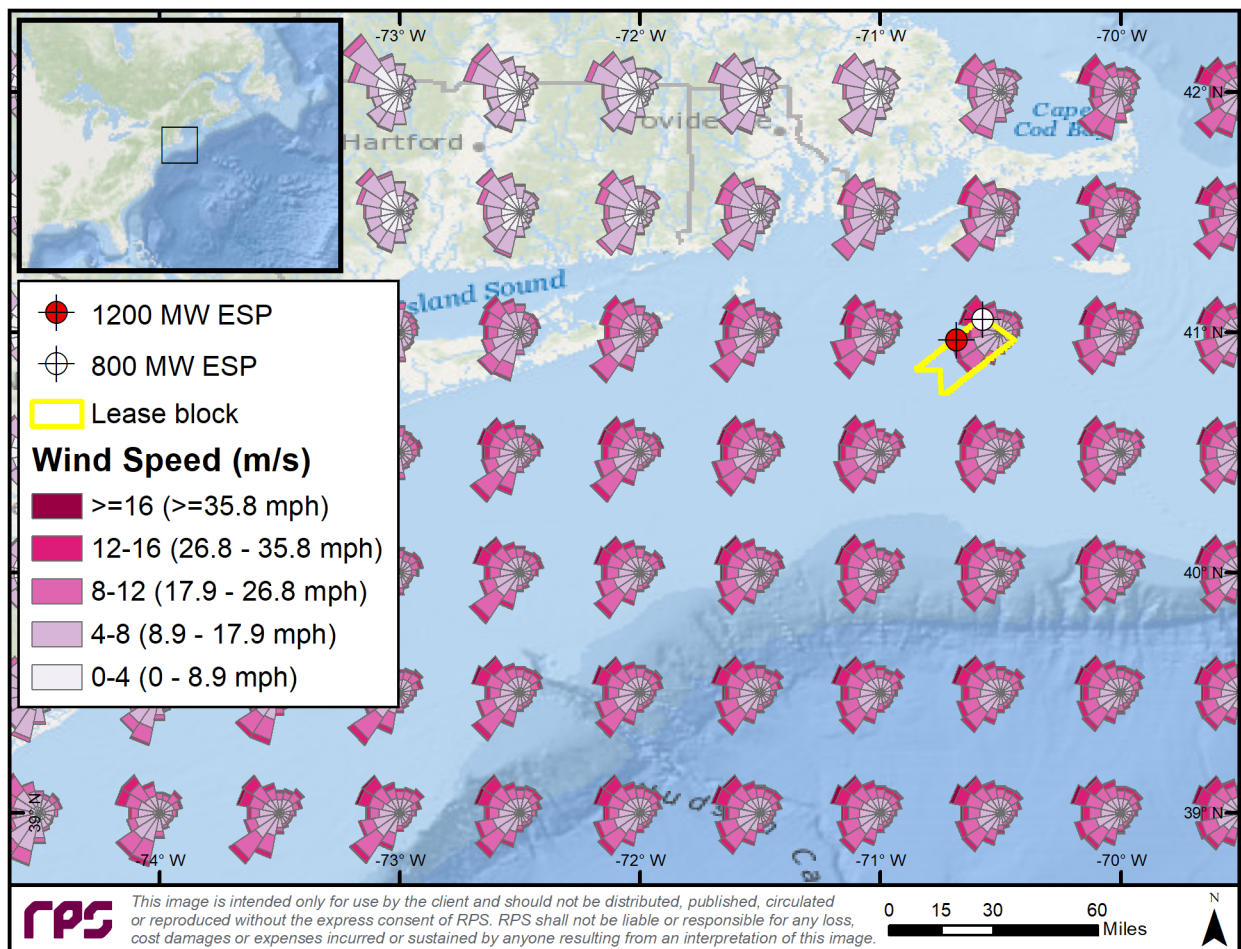 -73° W
-72° W
-71° W
-70° W
42° N
Cape
Cod Bay
Hartford
ovidence
sland Sound
1200 MW ESP
800 MW ESP
Lease block
Wind Speed (m/s)
>=16 (>=35.8 mph)
12-16 (26.8 - 35.8 mph)
8-12 (17.9 - 26.8 mph)
4-8 (8.9 - 17.9 mph)
0-4 (0 - 8.9 mph)
41° N
40° N
39° N
39° N
-74° W
-73° W
-72° W
-71° W
-70° W
rps
This image is intended only for use by the client and should not be distributed, published, circulated
or reproduced without the express consent of RPS. RPS shall not be liable or responsible for any loss,
cost damages or expenses incurred or sustained by anyone resulting from an interpretation of this image.
0 15 30 60
Miles
N